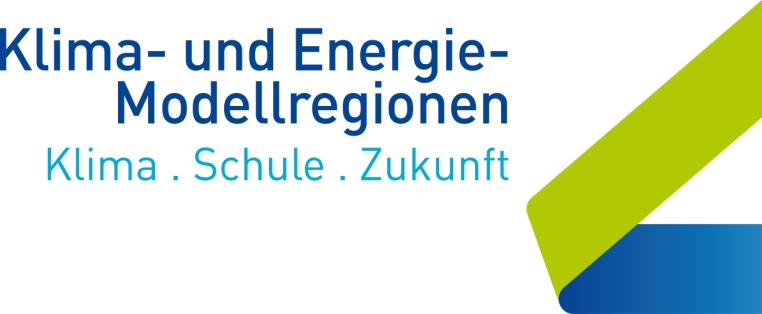 Klima- und Energie-
Modellregionen
Klima . Schule . Zukunft